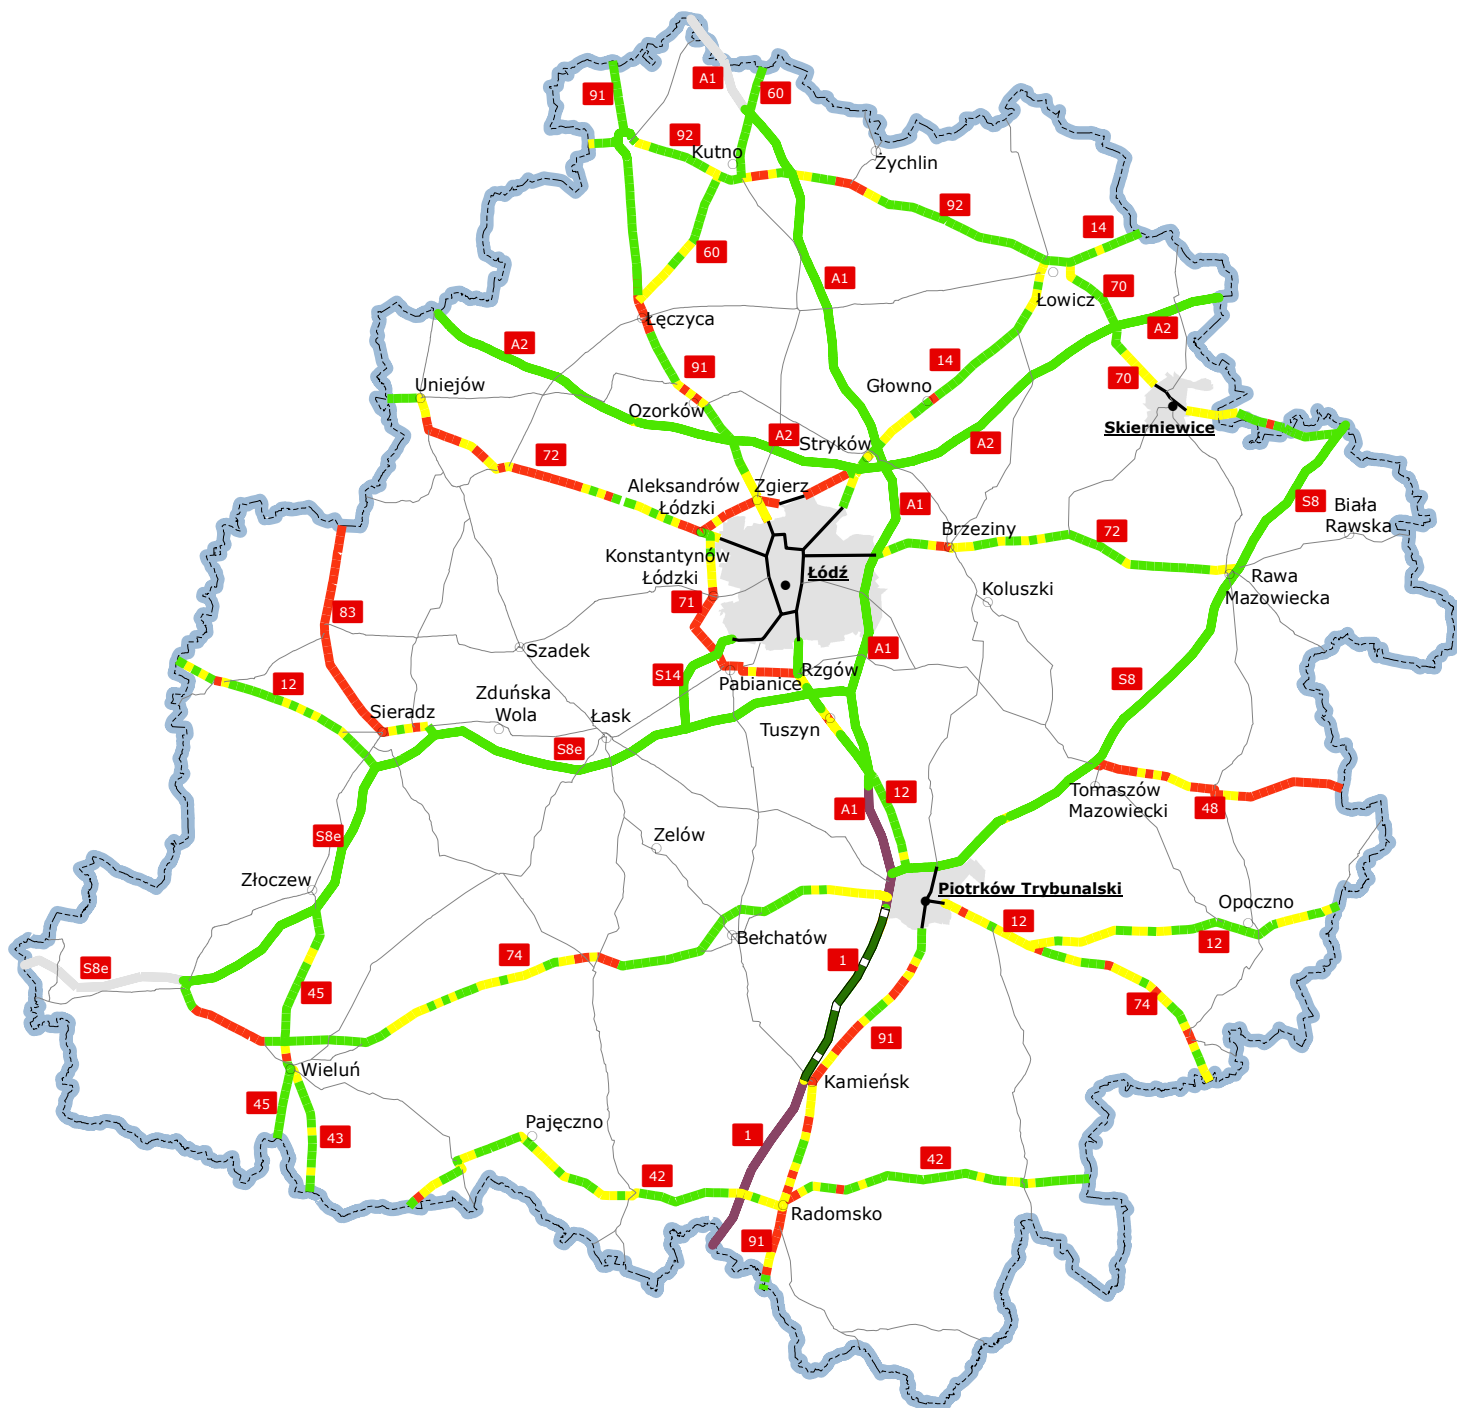 A1
91
60
92
Kutno
Żychlin
92
14
60
A1
70
Łowicz
Łęczyca
A2
A2
91
14
70
Uniejów
Głowno
Ozorków
Skierniewice
A2
Stryków
A2
72
Aleksandrów
Łódzki
Zgierz
A1
S8
Biała
Rawska
Brzeziny
72
Konstantynów
Łódzki
Łódź
Koluszki
Rawa
Mazowiecka
83
71
Szadek
A1
12
S14
Pabianice
Rzgów
S8
Zduńska
Wola
Sieradz
Łask
Tuszyn
S8e
12
A1
Tomaszów
Mazowiecki
48
S8e
Zelów
Złoczew
Piotrków Trybunalski
Opoczno
12
12
Bełchatów
74
1
S8e
45
74
91
Wieluń
Kamieńsk
45
43
Pajęczno
1
42
42
Radomsko
91